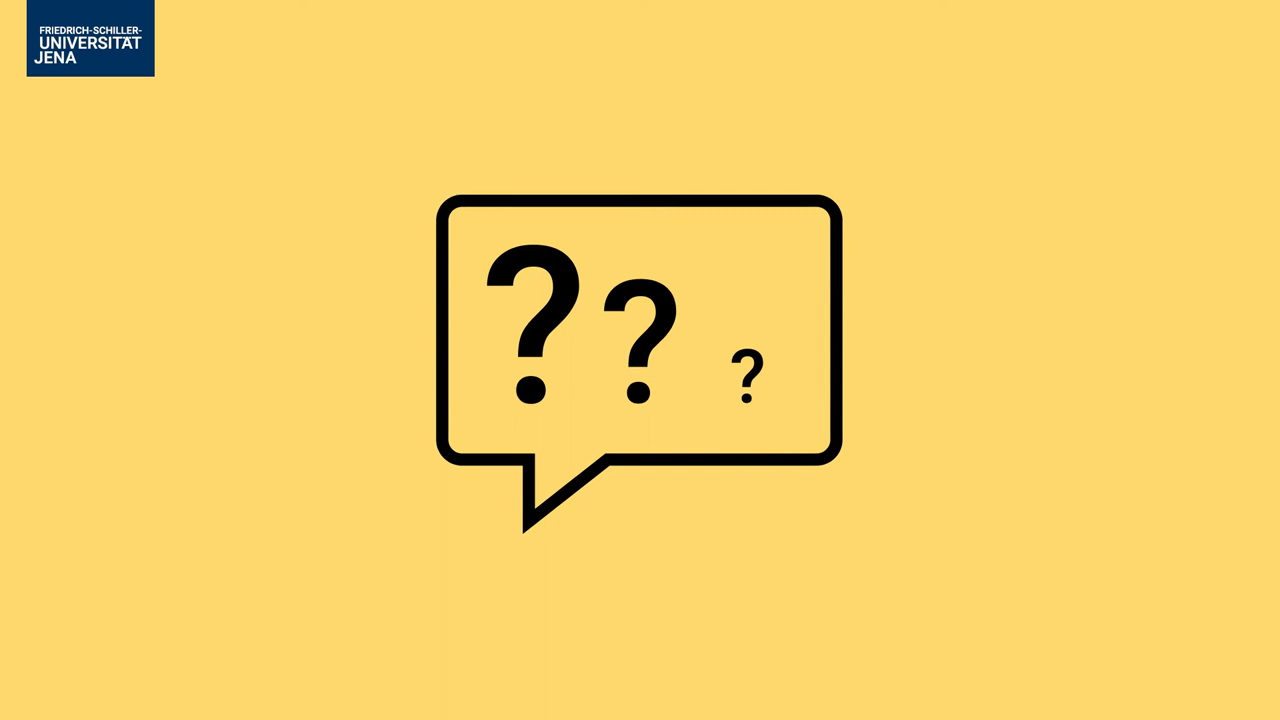 FRIEDRICH-SCHILLER-
UNIVERSITÄT
JENA
? ? ?